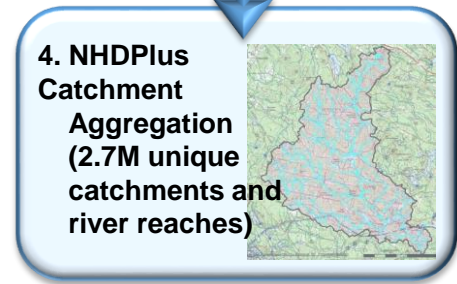 4. NHDPlus
Catchment
Aggregation
(2.7M unique
catchments and
river reaches)